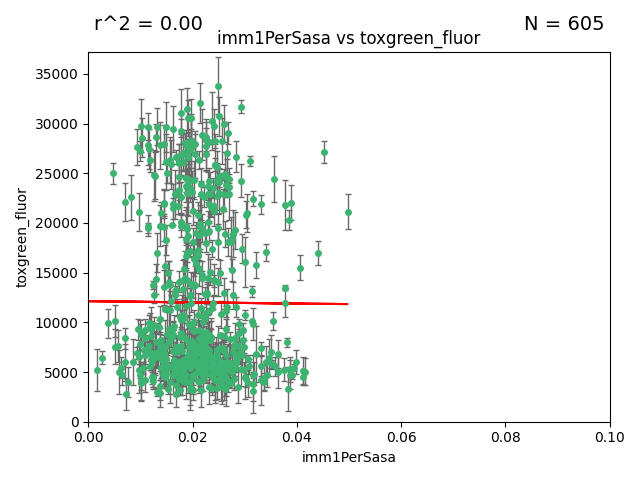 r^2 = 0.00
N = 605
imm1PerSasa vs toxgreen_fluor
35000
30000
25000
20000
15000
10000
5000
0
toxgreen_fluor
0.00 0.02 0.04 0.06 0.08 0.10
imm1PerSasa